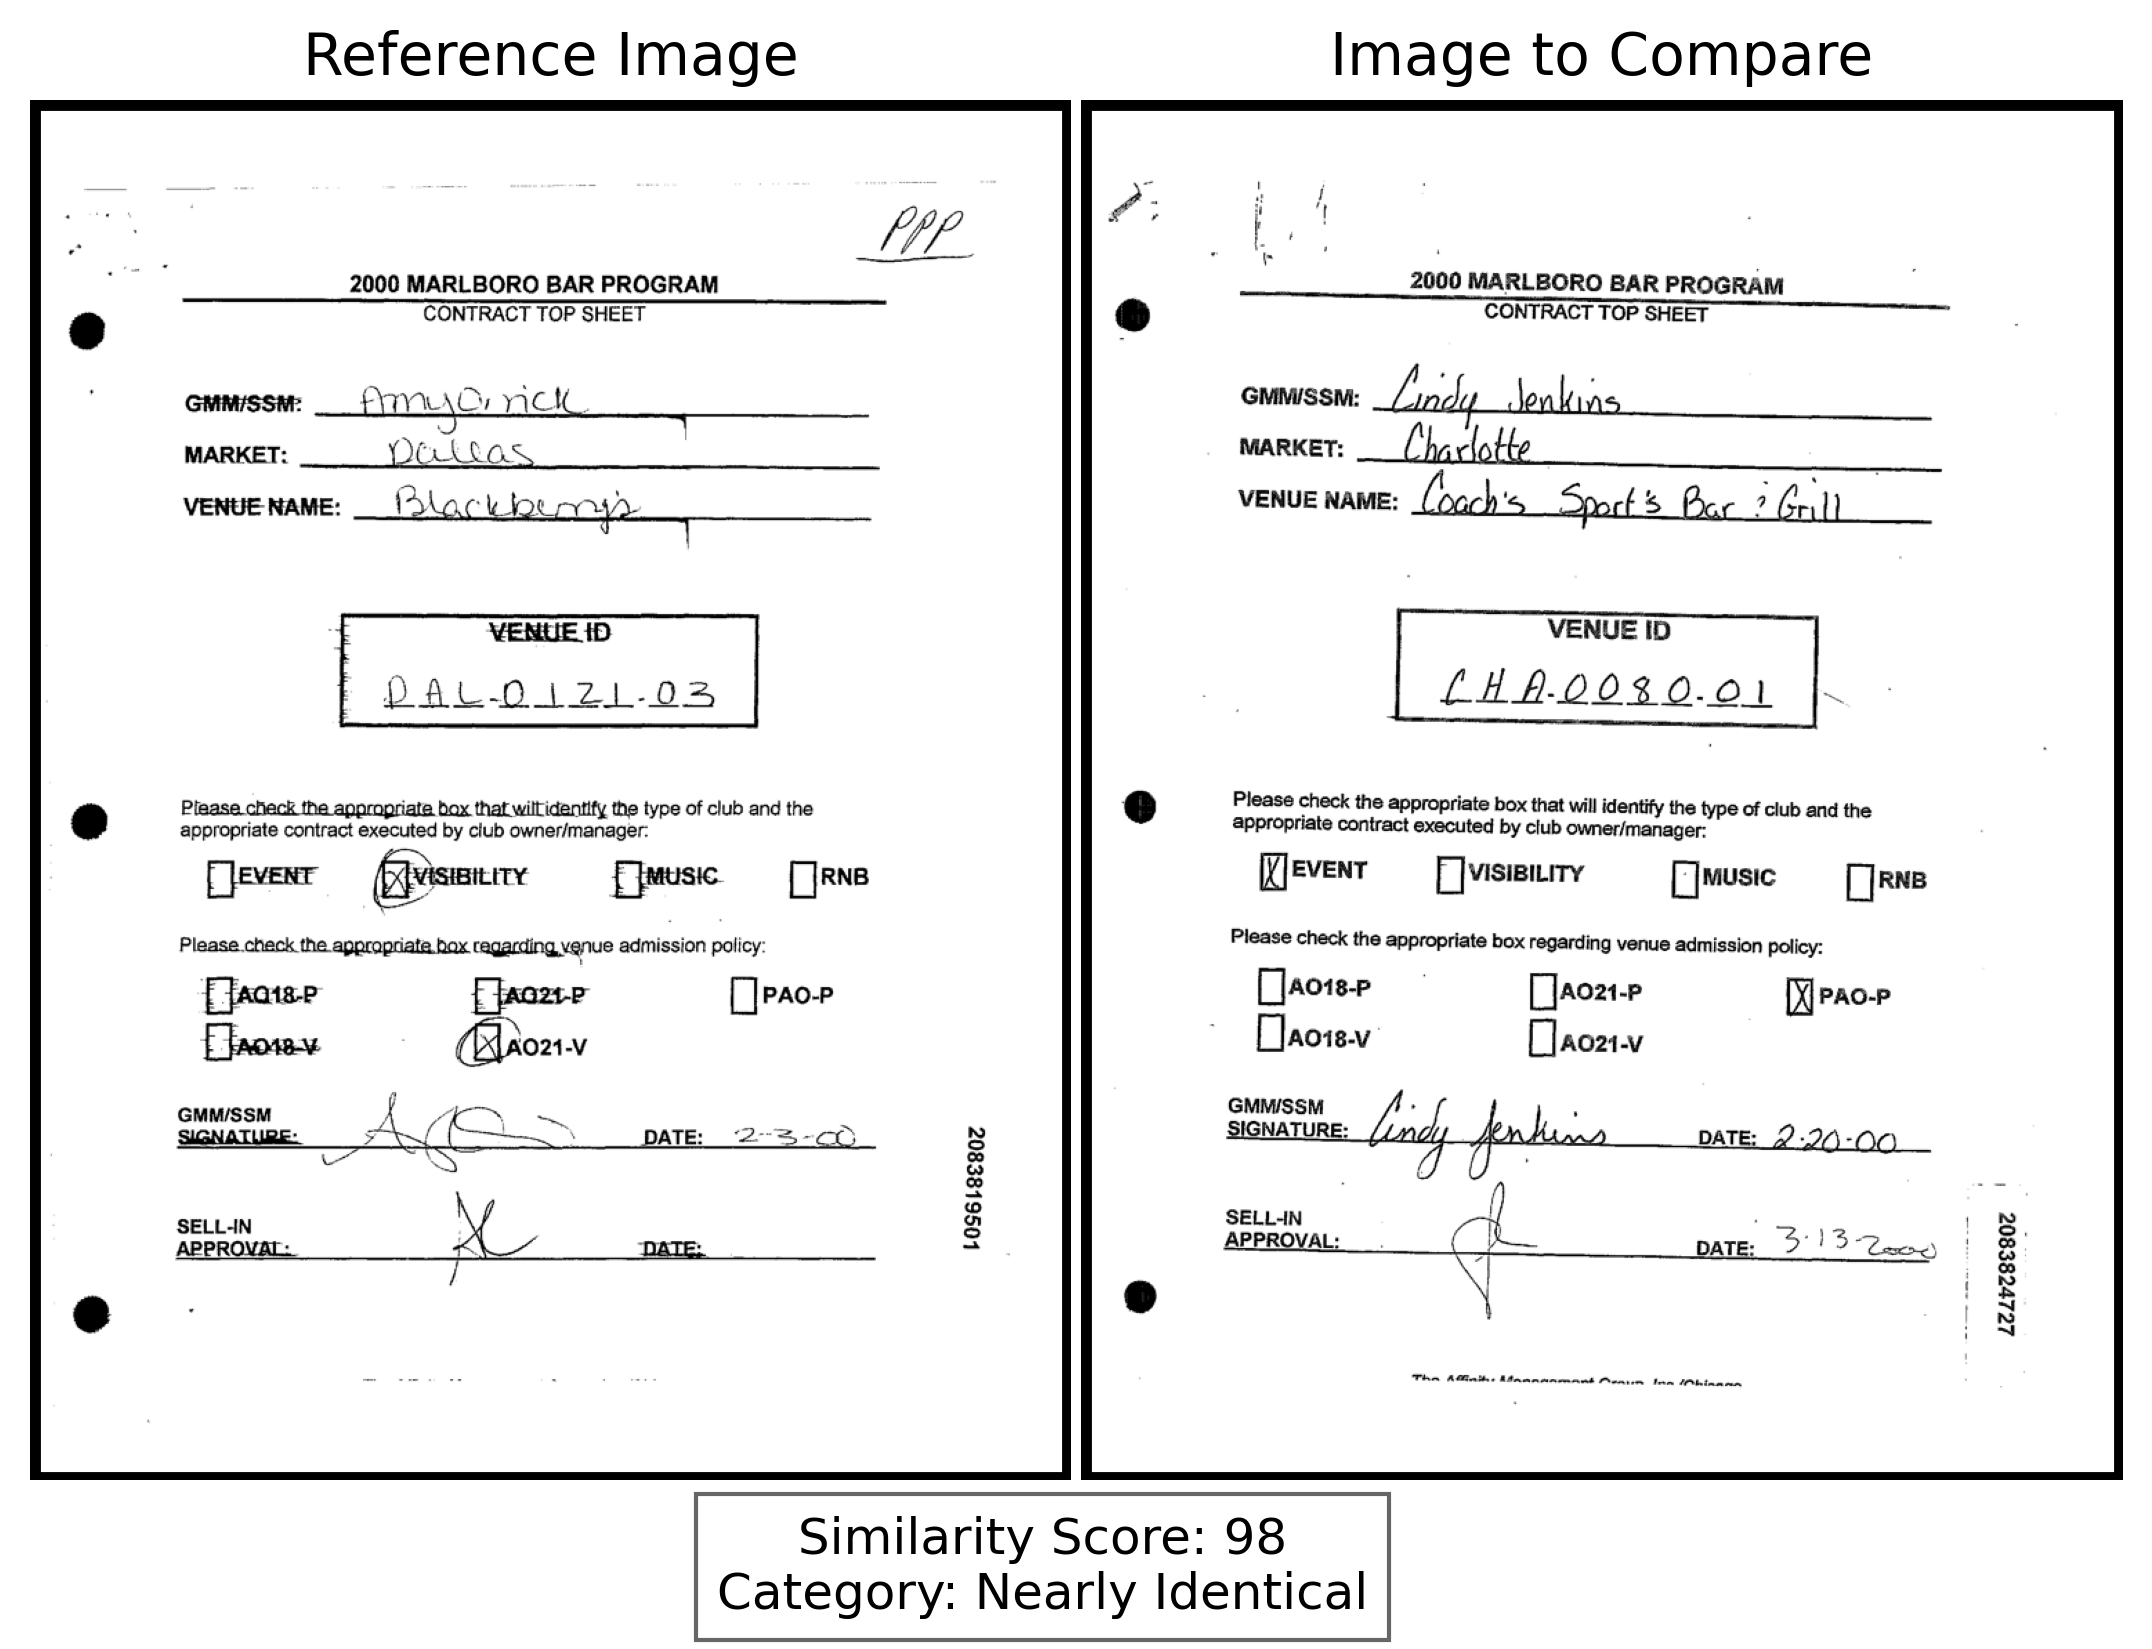 Reference Image
PPP
2000 MARLBORO BAR PROGRAM
CONTRACT TOP SHEET
GMM/SSM: Amy
MARKET: Dallas
VENUE NAME: Blackberry's
VENUE ID
DAL-0121-03
Please check the appropriate box that will identify the type of club and the
appropriate contract executed by club owner/manager:
EVENT VISIBILITY MUSIC RNB
Please check the appropriate box regarding venue admission policy:
AO18-P AO21-P PAO-P
AO18-V AO21-V
GMM/SSM
SIGNATURE: DATE: 2-3-00
SELL-IN
APPROVAL: DATE:
2083819501
Image to Compare
2000 MARLBORO BAR PROGRAM
CONTRACT TOP SHEET
GMM/SSM: Cindy Jenkins
MARKET: Charlotte
VENUE NAME: Coach's Sport's Bar & Grill
VENUE ID
CHA-0080-01
Please check the appropriate box that will identify the type of club and the
appropriate contract executed by club owner/manager:
X EVENT VISIBILITY MUSIC RNB
Please check the appropriate box regarding venue admission policy:
AO18-P AO21-P X PAO-P
AO18-V AO21-V
GMM/SSM
SIGNATURE: Cindy Jenkins DATE: 2-20-00
SELL-IN
APPROVAL: DATE: 3-13-2000
2083824727
The Affinity Management Group, Inc./Chicago
Similarity Score: 98
Category: Nearly Identical